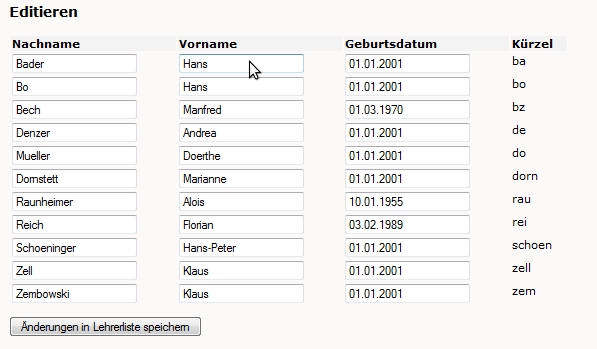 Editieren
Nachname Vorname Geburtsdatum Kürzel
Bader Hans 01.01.2001 ba
Bo Hans 01.01.2001 bo
Bech Manfred 01.03.1970 bz
Denzer Andrea 01.01.2001 de
Mueller Doerthe 01.01.2001 do
Dornstett Marianne 01.01.2001 dorn
Raunheimer Alois 10.01.1955 rau
Reich Florian 03.02.1989 rei
Schoeninger Hans-Peter 01.01.2001 schoen
Zell Klaus 01.01.2001 zell
Zembowski Klaus 01.01.2001 zem
Änderungen in Lehrerliste speichern